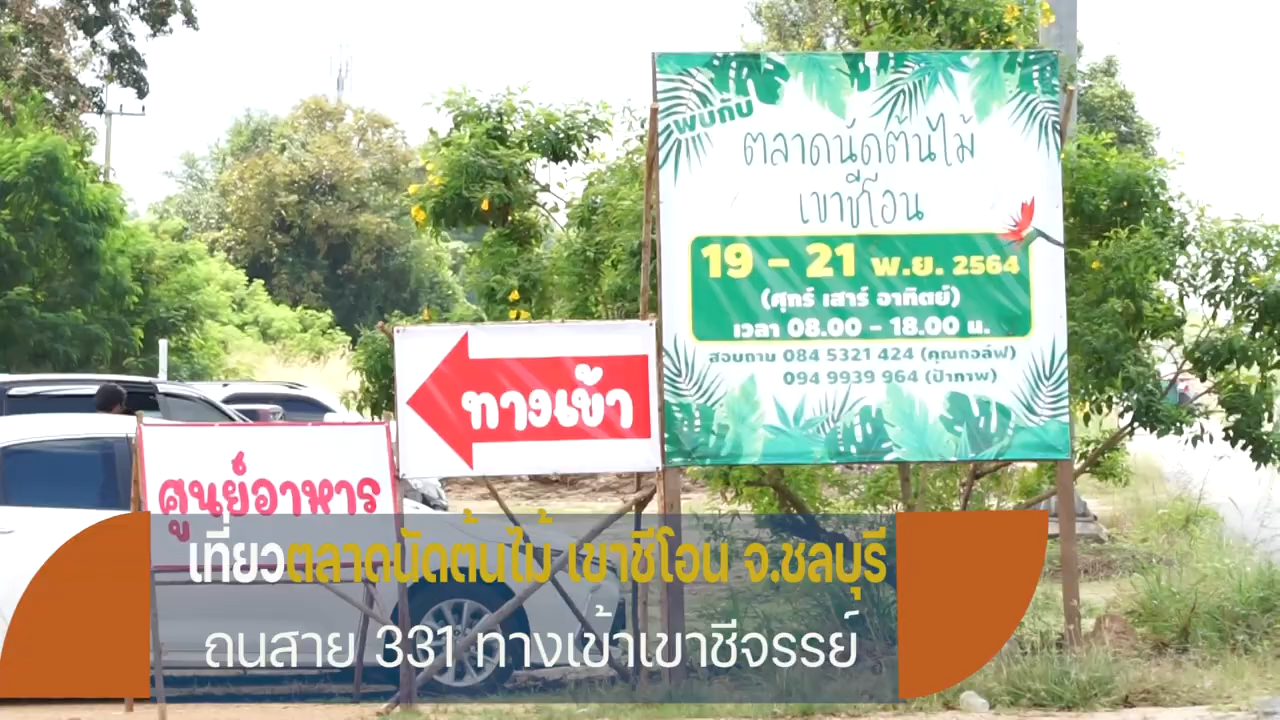 พบกับ
ตลาดนัดต้นไม้
เขาชีโอน
19 - 21 พ.ย. 2564
(ศุกร์ เสาร์ อาทิตย์)
เวลา 08.00 - 18.00 น.
สอบถาม 084 5321 424 (คุณกอล์ฟ)
094 9939 964 (ป้าภาพ)
ทางเข้า
ศูนย์อาหาร
เที่ยวตลาดนัดต้นไม้ เขาชีโอน จ.ชลบุรี
ถนสาย 331 ทางเข้าเขาชีจรรย์